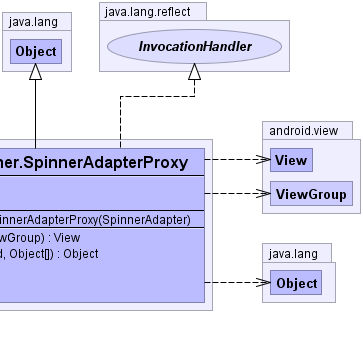 java.lang
Object
java.lang.reflect
InvocationHandler
android.view
View
ViewGroup
ner.SpinnerAdapterProxy
innerAdapterProxy(SpinnerAdapter)
wGroup) : View
d, Object[]) : Object
java.lang
Object